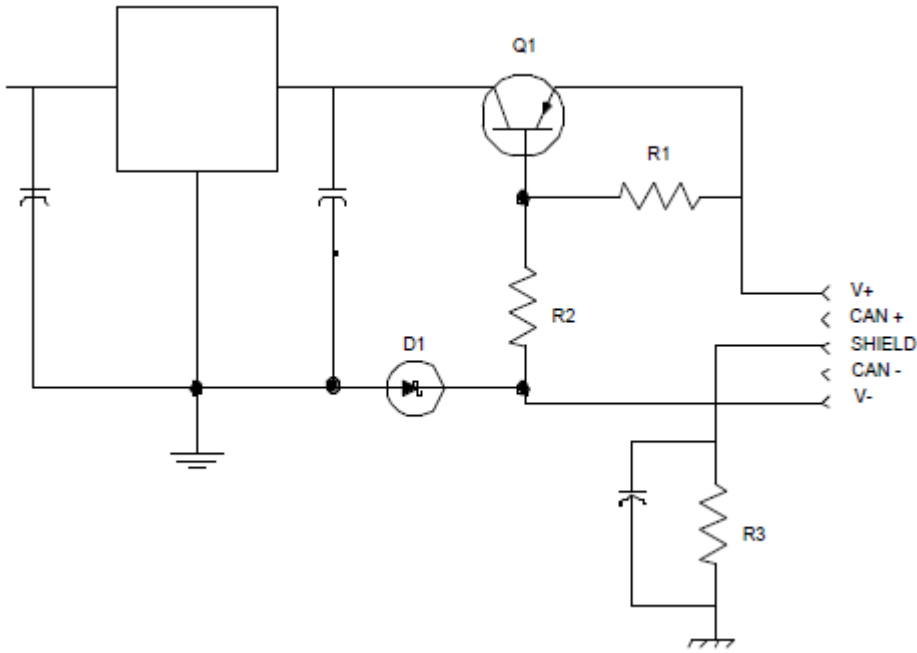 Q1
R1
R2
V+
CAN +
SHIELD
CAN -
V-
D1
R3